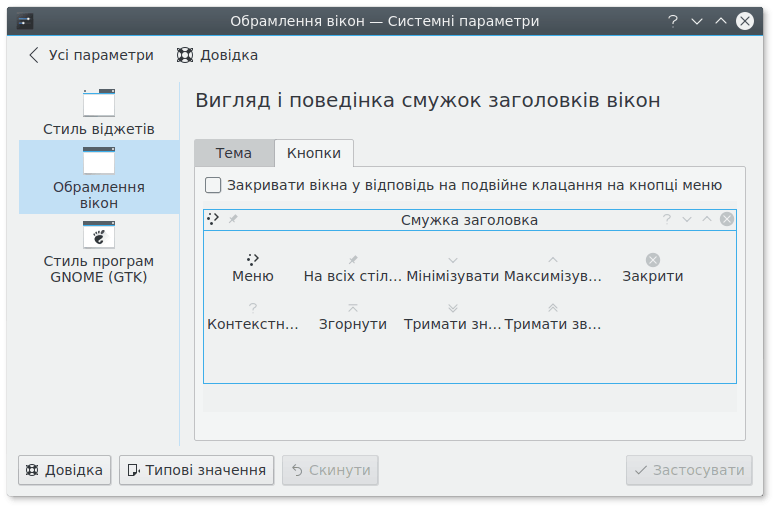 Обрамлення вікон — Системні параметри
Усі параметри
Довідка
Стиль віджетів
Обрамлення
вікон
Стиль програм
GNOME (GTK)
Вигляд і поведінка смужок заголовків вікон
Тема
Кнопки
Закривати вікна у відповідь на подвійне клацання на кнопці меню
Смужка заголовка
Меню
На всіх стіл...
Мінімізувати
Максимізув...
Закрити
Контекстн...
Згорнути
Тримати зн...
Тримати зв...
Довідка
Типові значення
Скинути
Застосувати